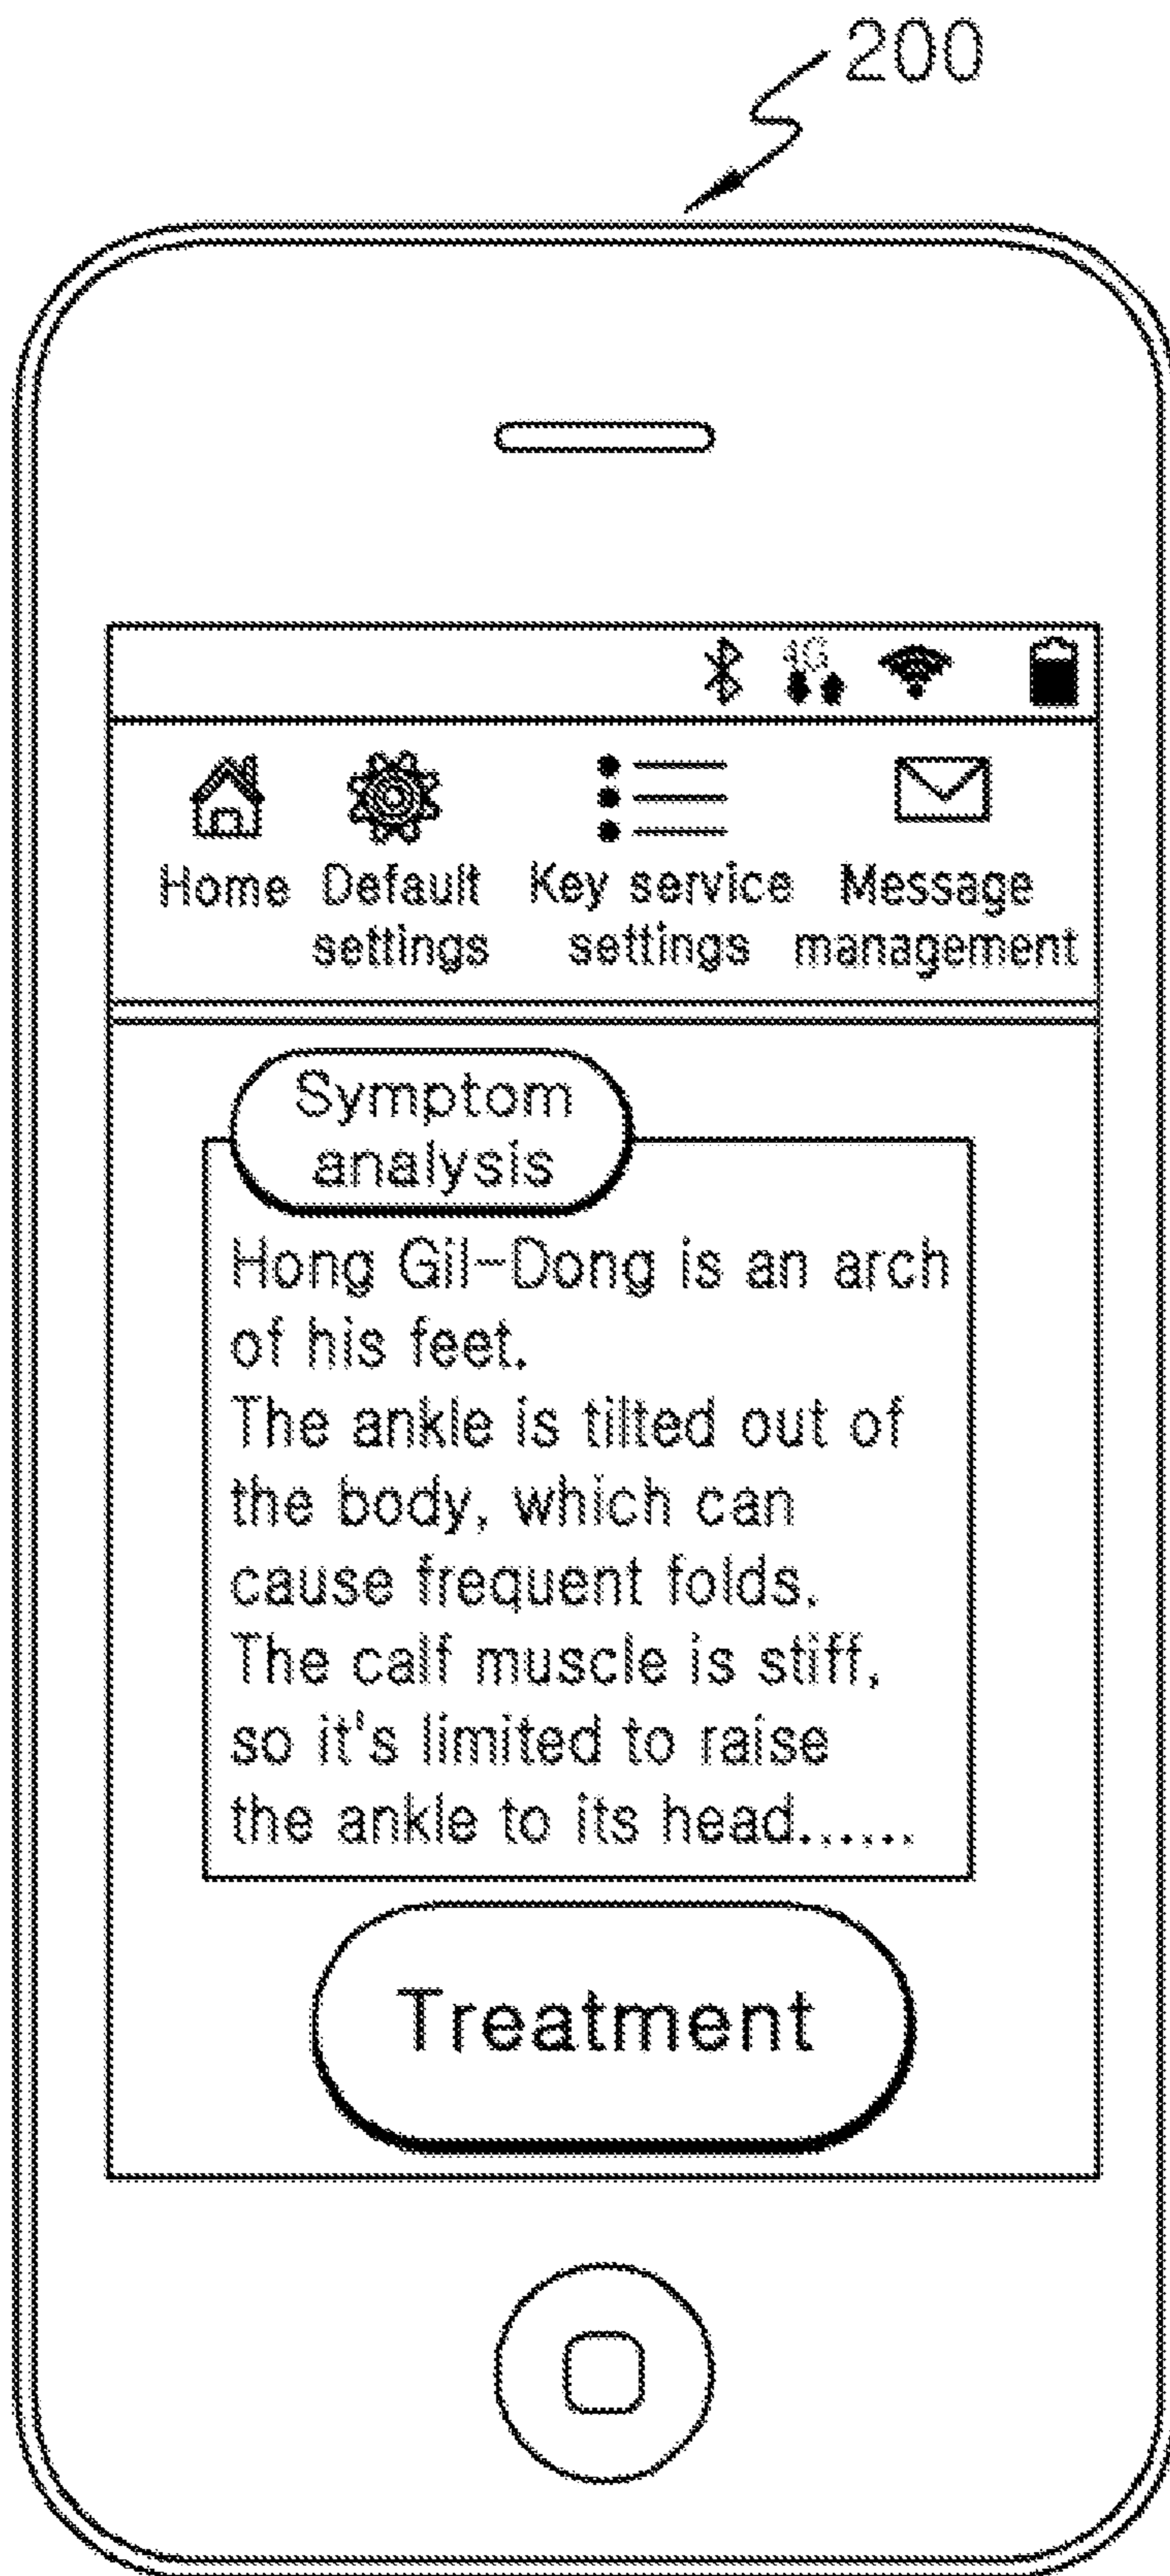 200
4G
Home Default Key service Message
settings settings management
Symptom
analysis
Hong Gil-Dong is an arch
of his feet.
The ankle is tilted out of
the body, which can
cause frequent folds.
The calf muscle is stiff,
so it's limited to raise
the ankle to its head......
Treatment